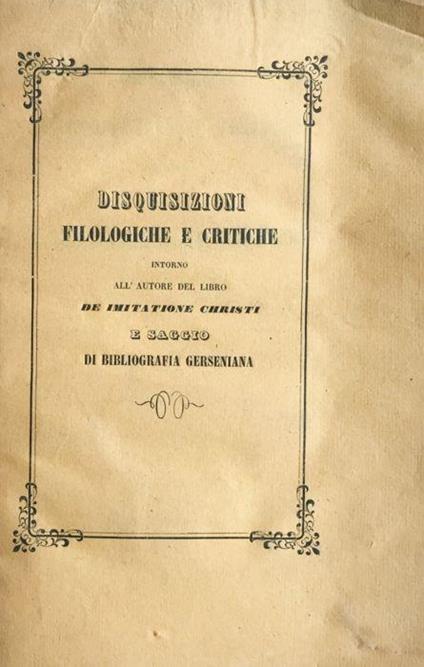 DISQUISIZIONI
FILOLOGICHE E CRITICHE
INTORNO
ALL' AUTORE DEL LIBRO
DE IMITATIONE CHRISTI
E SAGGIO
DI BIBLIOGRAFIA GERSENIANA